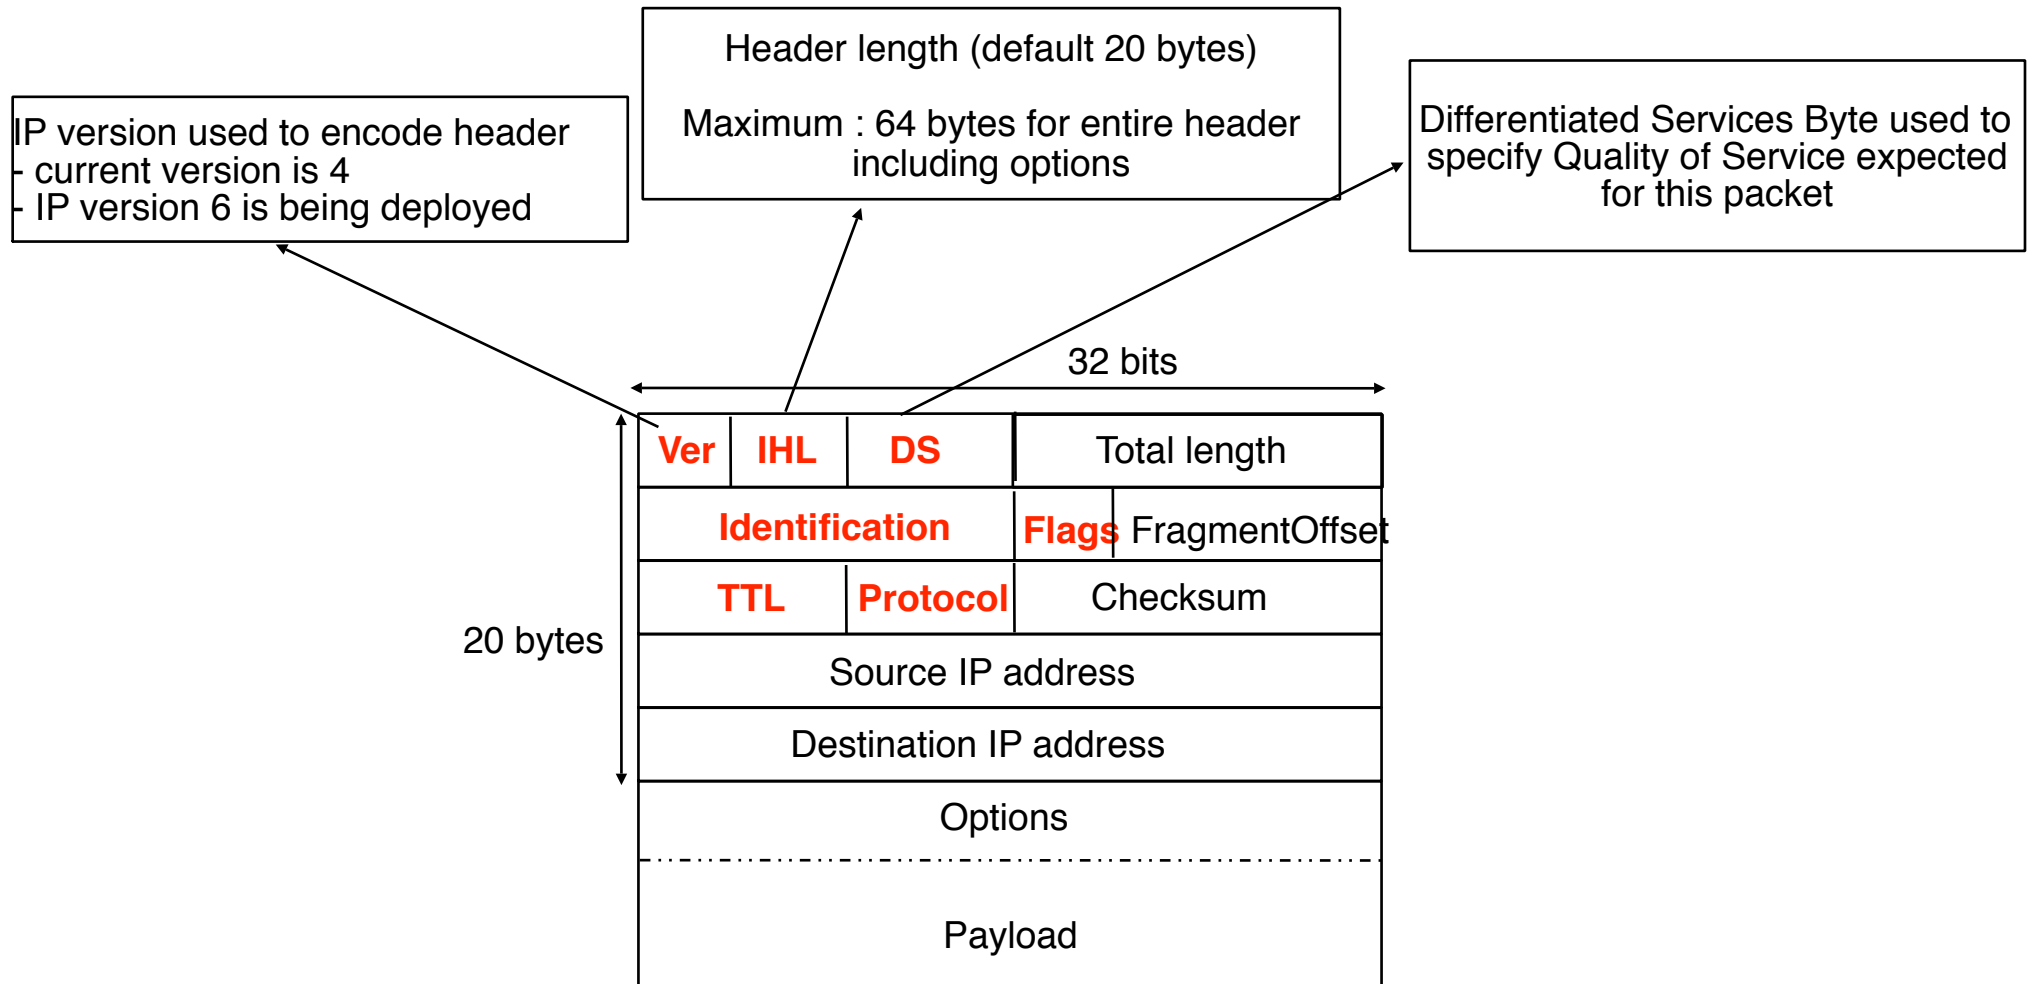 Header length (default 20 bytes)
Maximum : 64 bytes for entire header
including options
IP version used to encode header
- current version is 4
- IP version 6 is being deployed
Differentiated Services Byte used to
specify Quality of Service expected
for this packet
32 bits
Ver IHL DS Total length
Identification Flags FragmentOffset
TTL Protocol Checksum
20 bytes
Source IP address
Destination IP address
Options
Payload